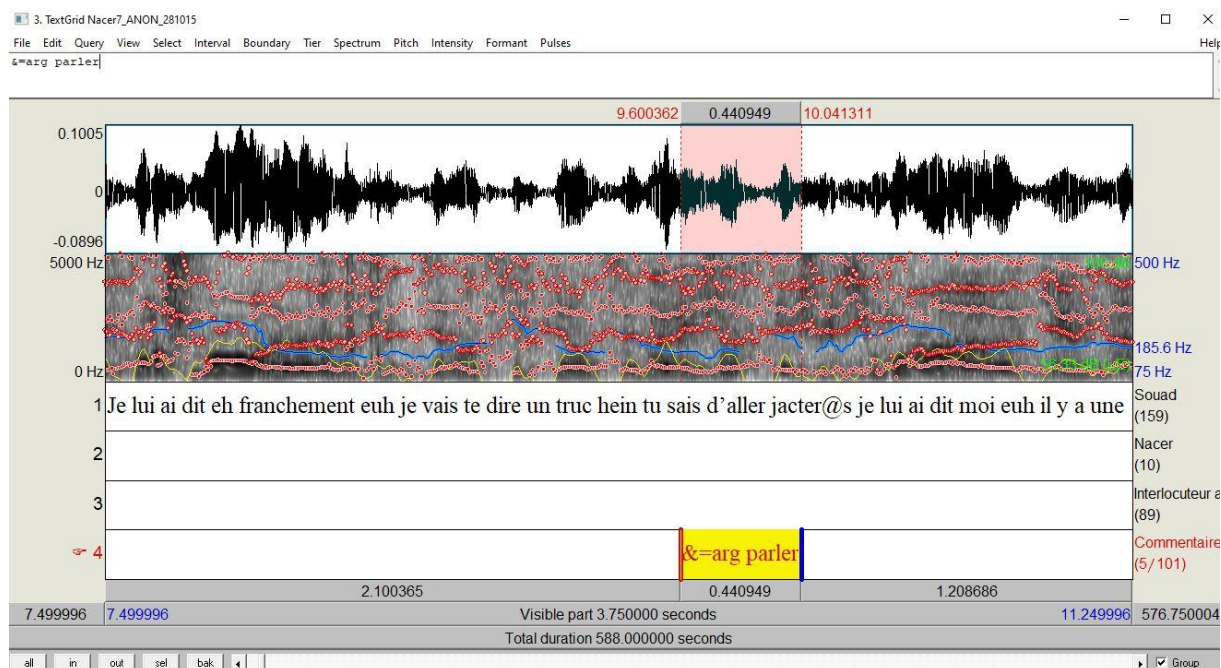 3. TextGrid Nacer7_ANON_281015
File Edit Query View Select Interval Boundary Tier Spectrum Pitch Intensity Formant Pulses Help
&=arg parler
9.600362 0.440949 10.041311
0.1005
0
-0.0896
5000 Hz 500 Hz
185.6 Hz
0 Hz 75 Hz
1 Je lui ai dit eh franchement euh je vais te dire un truc hein tu sais d'aller jacter@s je lui ai dit moi euh il y a une Souad (159)
2 Nacer (10)
3 Interlocuteur a (89)
4 &=arg parler Commentaire (5/101)
2.100365 0.440949 1.208686
7.499996 7.499996 Visible part 3.750000 seconds 11.249996 576.750004
Total duration 588.000000 seconds
all in out sel bak Group